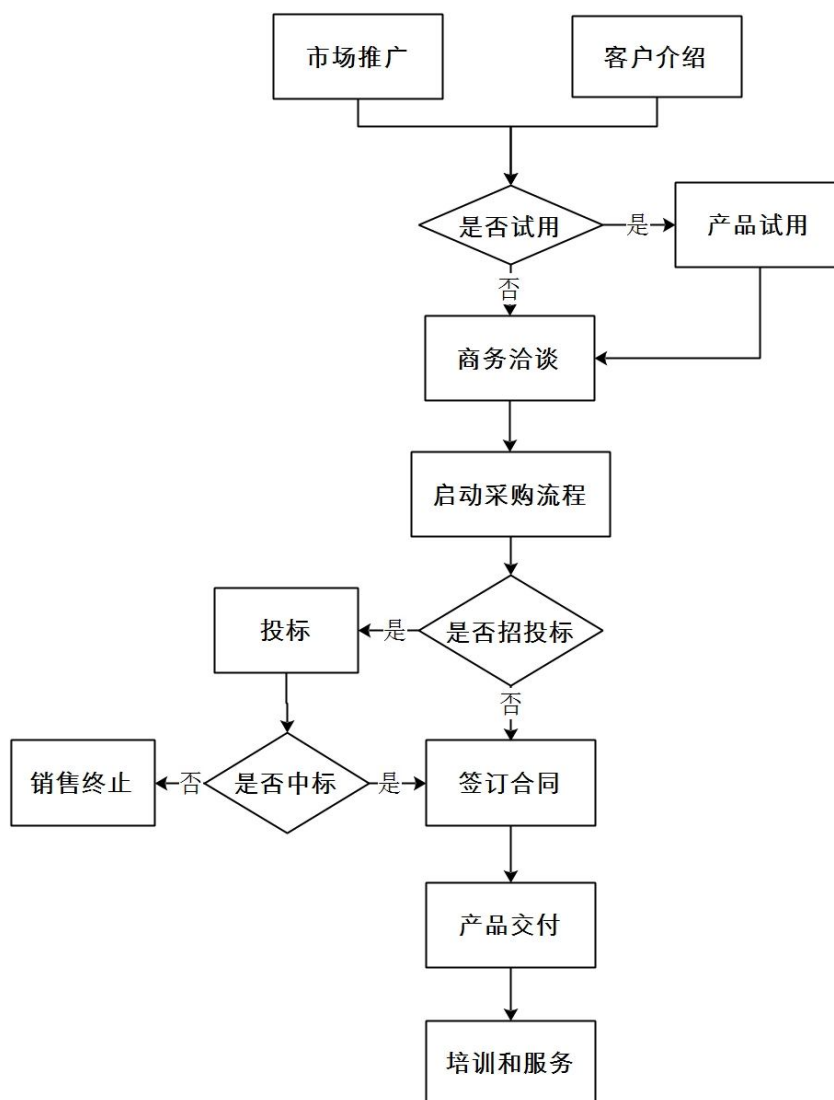 市场推广
客户介绍
是否试用
是
产品试用
否
商务洽谈
启动采购流程
投标
是
是否招投标
否
销售终止
否
是否中标
是
签订合同
产品交付
培训和服务